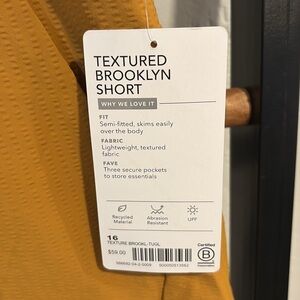 TEXTURED
BROOKLYN
SHORT
WHY WE LOVE IT
FIT
Semi-fitted, skims easily
over the body
FABRIC
Lightweight, textured
fabric
FAVE
Three secure pockets
to store essentials
Recycled
Material
Abrasion
Resistant
UPF
16
TEXTURE BROOKL-TUGL
$59.00
Certified
B